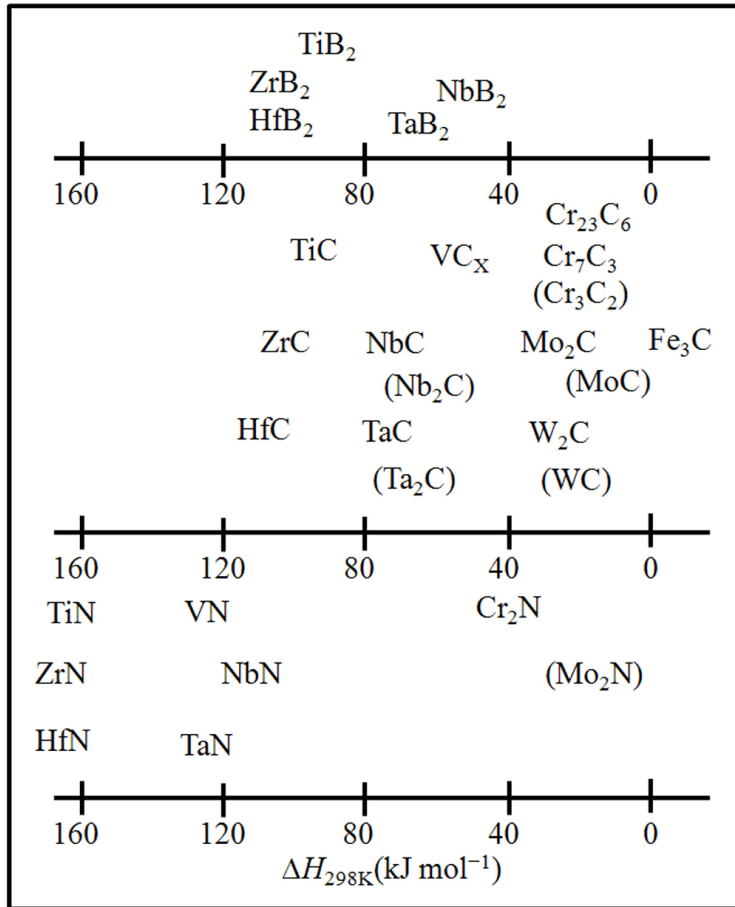 TiB₂
ZrB₂ NbB₂
HfB₂ TaB₂
160 120 80 40 0
Cr₂₃C₆
TiC VCₓ Cr₇C₃
(Cr₃C₂)
ZrC NbC Mo₂C Fe₃C
(Nb₂C) (MoC)
HfC TaC W₂C
(Ta₂C) (WC)
160 120 80 40 0
TiN VN Cr₂N
ZrN NbN (Mo₂N)
HfN TaN
160 120 80 40 0
ΔH₂₉₈K(kJ mol⁻¹)